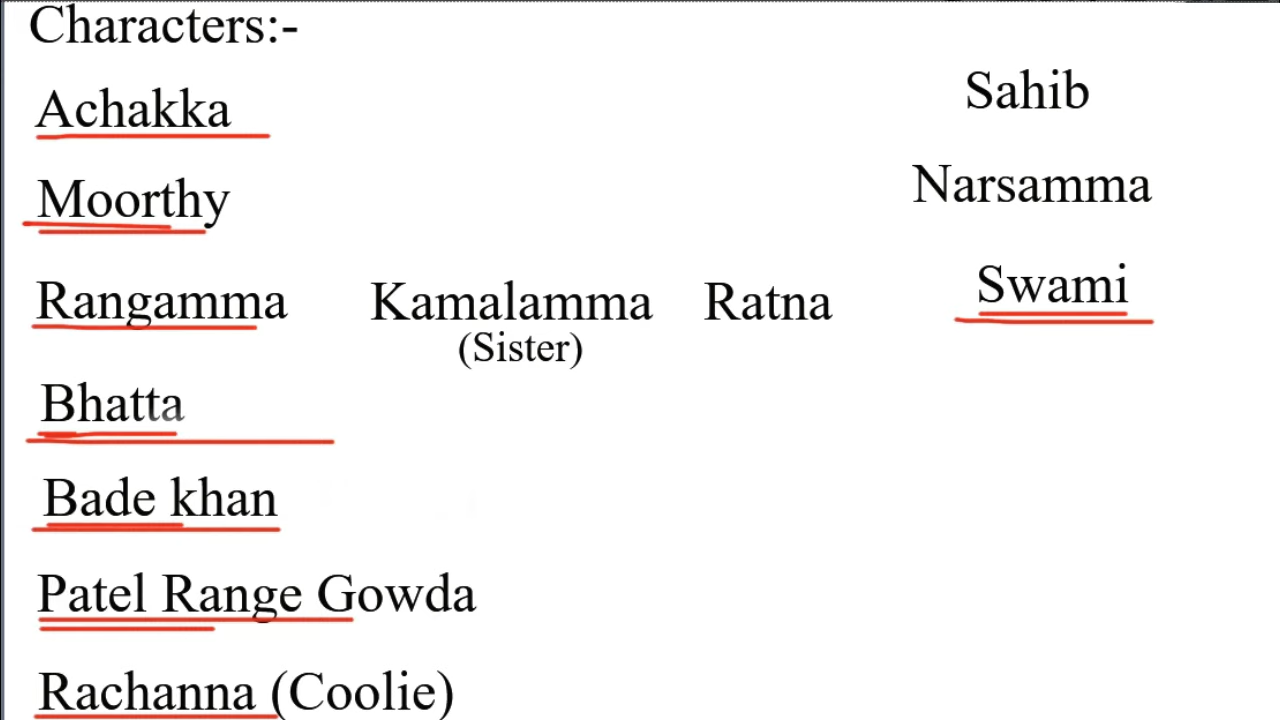 Characters:-
Achakka
Sahib
Moorthy
Narsamma
Rangamma Kamalamma Ratna Swami
(Sister)
Bhatta
Bade khan
Patel Range Gowda
Rachanna (Coolie)